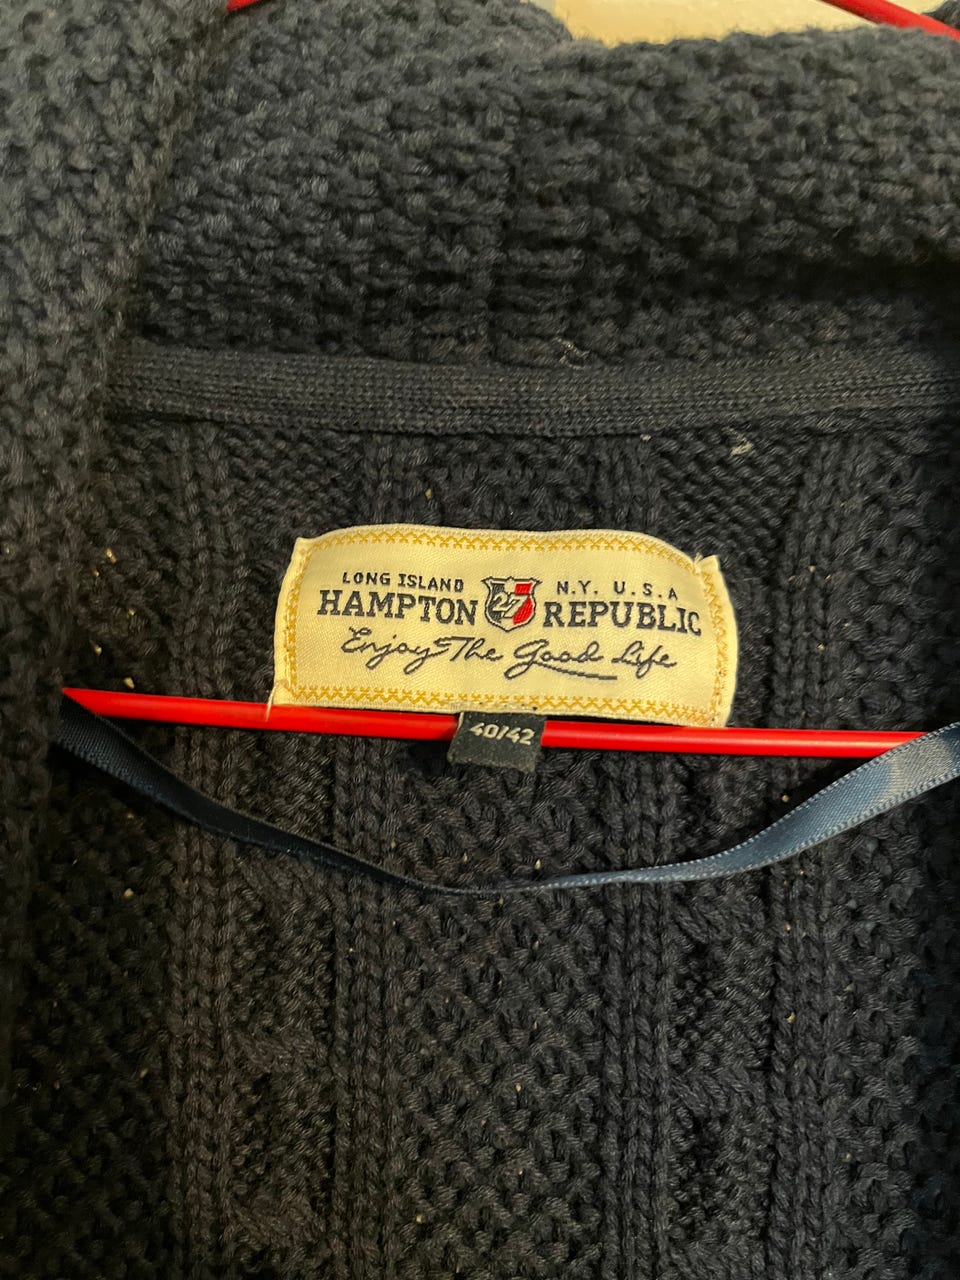 LONG ISLAND N.Y. U.S.A
HAMPTON 27 REPUBLIC
Enjoy The Good Life
40/42